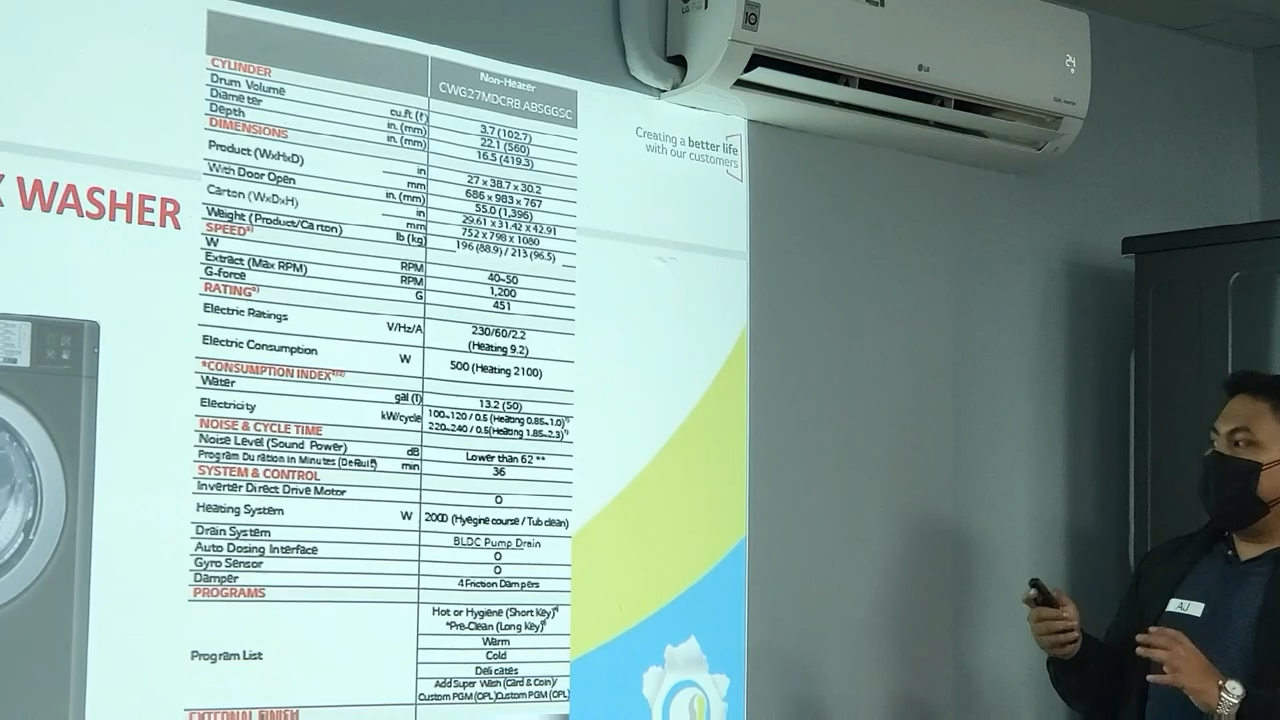 Non-Heater
CWG27MDCRB.ABSGGSC
CYLINDER
Drum Volume cu.ft (ℓ) 3.7 (102.7)
Diameter in. (mm) 22.1 (560)
Depth in. (mm) 16.5 (419.3)
DIMENSIONS
Product (WxHxD) in 27 x 38.7 x 30.2
mm 686 x 983 x 767
With Door Open in. (mm) 55.0 (1,396)
Carton (WxDxH) in 29.61 x 31.42 x 42.91
mm 752 x 798 x 1080
Weight (Product/Carton) lb (kg) 196 (88.9) / 213 (96.5)
SPEED
W RPM 40~50
Extract (Max RPM) RPM 1,200
G-force G 451
RATING
Electric Ratings V/Hz/A 230/60/2.2
(Heating 9.2)
Electric Consumption W 500 (Heating 2100)
*CONSUMPTION INDEX
Water gal (ℓ) 13.2 (50)
Electricity kW/cycle 100~120 / 0.5 (Heating 0.85~1.0)
220~240 / 0.5(Heating 1.85~2.3)
NOISE & CYCLE TIME
Noise Level (Sound Power) dB Lower than 62 **
Program Duration in Minutes (Default) min 36
SYSTEM & CONTROL
Inverter Direct Drive Motor O
Heating System W 2000 (Hyegine course / Tub clean)
Drain System BLDC Pump Drain
Auto Dosing Interface O
Gyro Sensor O
Damper 4 Friction Dampers
PROGRAMS
Program List Hot or Hygiene (Short Key)
*Pre-Clean (Long Key)
Warm
Cold
Delicates
Add Super Wash (Card & Coin)/
Custom PGM (OPL)Custom PGM (OPL)
EXTERNAL FINISH
WASHER
Creating a better life
with our customers
LG
10
LG
24
AJ